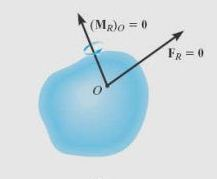 (M_R)_O = 0
F_R = 0
O